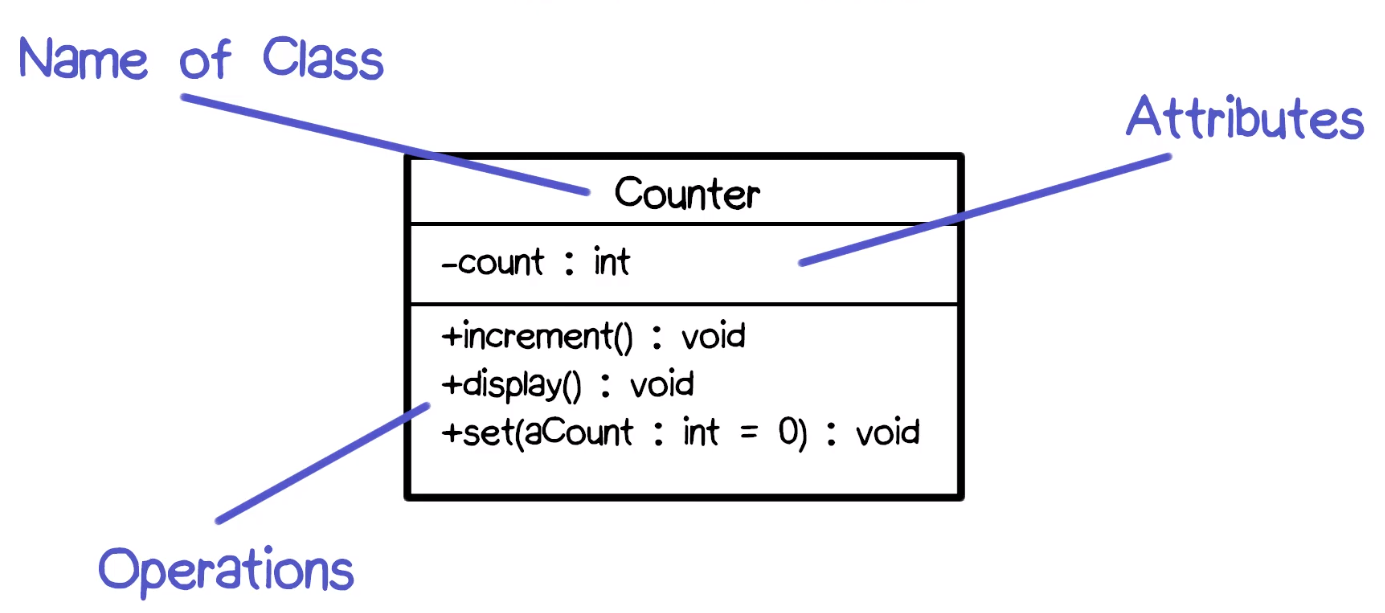 Name of Class
Attributes
Counter
-count : int
+increment() : void
+display() : void
+set(aCount : int = 0) : void
Operations